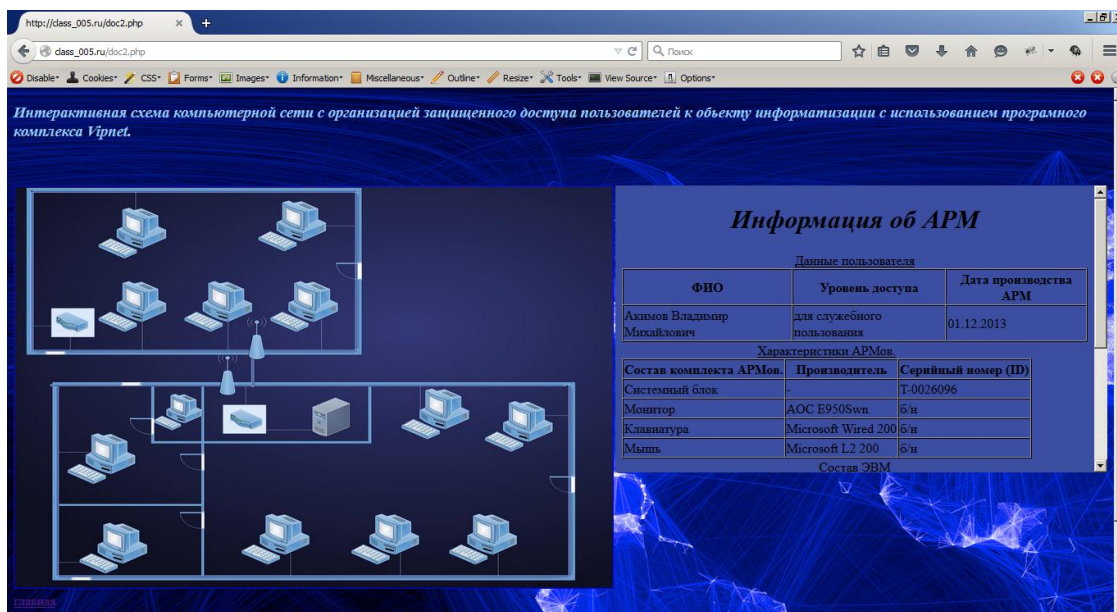 http://class_005.ru/doc2.php
class_005.ru/doc2.php
Поиск
Disable Cookies CSS Forms Images Information Miscellaneous Outline Resize Tools View Source Options
Интерактивная схема компьютерной сети с организацией защищенного доступа пользователей к обьекту информатизации с использованием програмного
комплекса Vipnet.
Информация об АРМ
Данные пользователя
ФИО Уровень доступа Дата производства
АРМ
Акимов Владимир для служебного 01.12.2013
Михайлович пользования
Характеристики АРМов.
Состав комплекта АРМов. Производитель Серийный номер (ID)
Системный блок - T-0026096
Монитор AOC E950Swn б/н
Клавиатура Microsoft Wired 200 б/н
Мышь Microsoft L2 200 б/н
Состав ЭВМ
главная